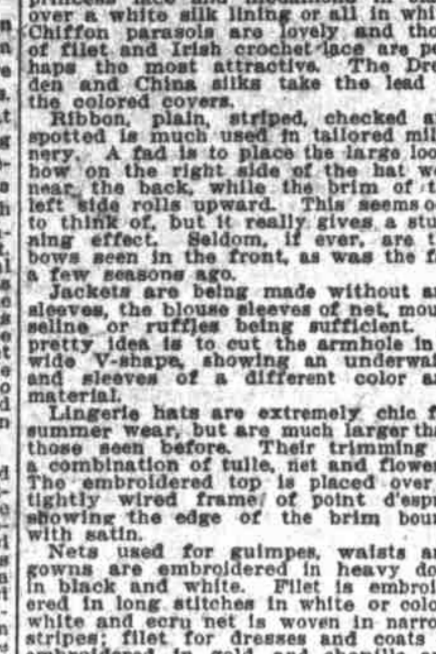 over a white silk lining or all in whi
Chiffon parasols are lovely and tho
of filet and Irish crochet lace are pe
haps the most attractive. The Dre
den and China silks take the lead
the colored covers.
Ribbon, plain, striped, checked a
spotted is much used in tailored mil
nery. A fad is to place the large loo
how on the right side of the hat we
near the back, while the brim of t
left side rolls upward. This seems o
to think of, but it really gives a stu
ning effect. Seldom, if ever, are t
bows seen in the front, as was the f
a few seasons ago.
Jackets are being made without a
sleeves, the blouse sleeves of net, mou
seline or ruffles being sufficient.
pretty idea is to cut the armhole in
wide V-shape, showing an underwai
and sleeves of a different color a
material.
Lingerie hats are extremely chic f
summer wear, but are much larger tha
those seen before. Their trimming
a combination of tulle, net and flower
The embroidered top is placed over
tightly wired frame of point d'esp
showing the edge of the brim bou
with satin.
Nets used for guimpes, waists a
gowns are embroidered in heavy do
in black and white. Filet is embroi
ered in long stitches in white or colo
white and ecru net is woven in narro
stripes; filet for dresses and coats